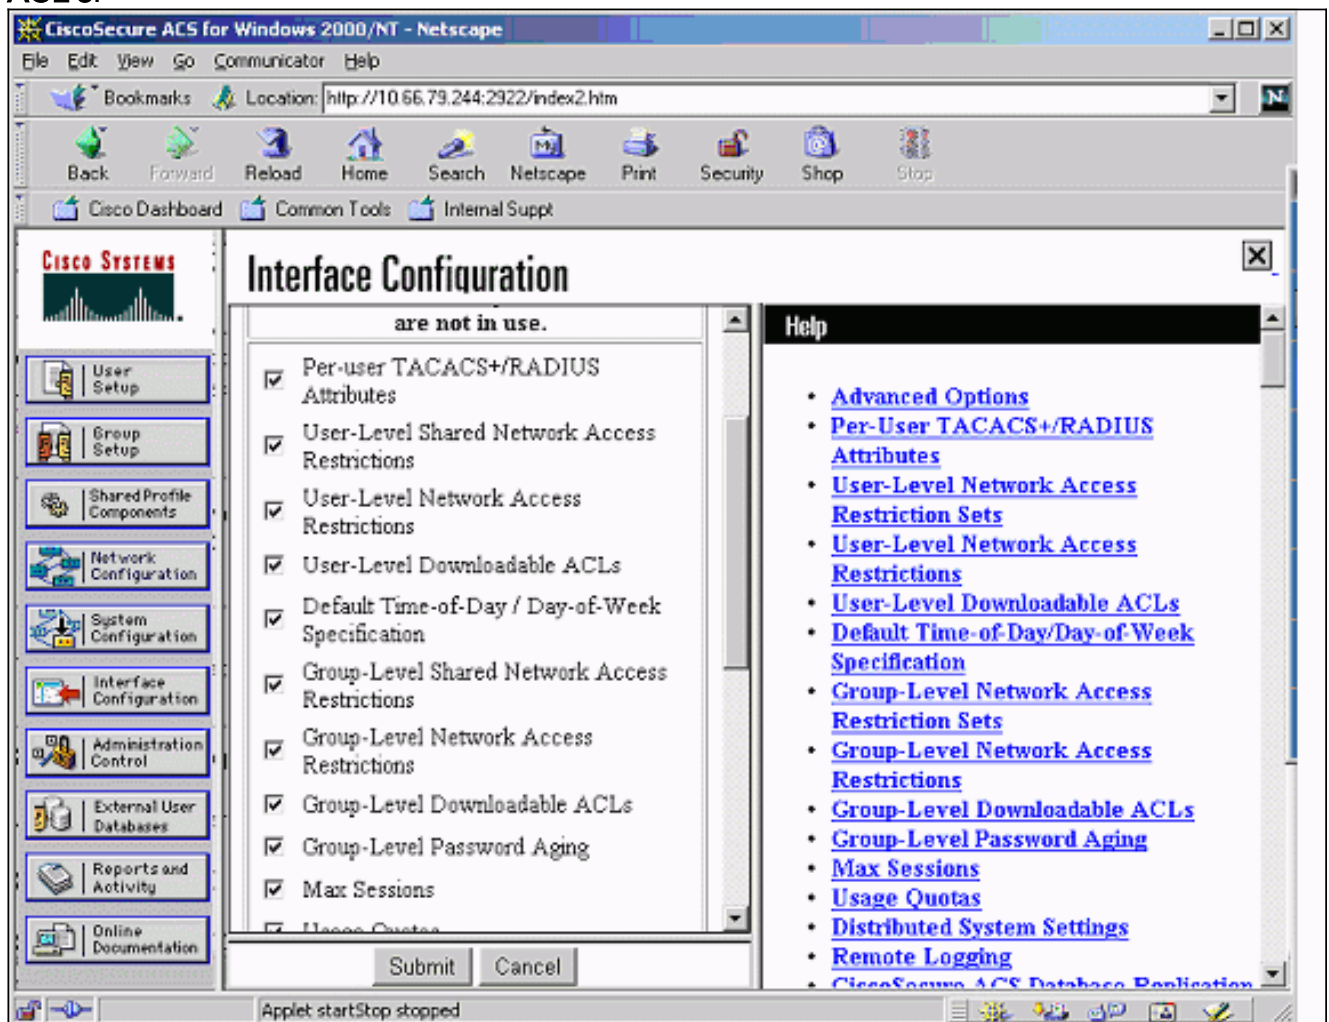 CiscoSecure ACS for Windows 2000/NT - Netscape
File Edit View Go Communicator Help
Bookmarks Location: http://10.66.79.244:2922/index2.htm N
Back Forward Reload Home Search Netscape Print Security Shop Stop
My
Cisco Dashboard Common Tools Internal Suppt
CISCO SYSTEMS
User
Setup
Group
Setup
Shared Profile
Components
Network
Configuration
System
Configuration
Interface
Configuration
Administration
Control
External User
Databases
Reports and
Activity
Online
Documentation
Interface Configuration
are not in use.
Per-user TACACS+/RADIUS
Attributes
User-Level Shared Network Access
Restrictions
User-Level Network Access
Restrictions
User-Level Downloadable ACLs
Default Time-of-Day / Day-of-Week
Specification
Group-Level Shared Network Access
Restrictions
Group-Level Network Access
Restrictions
Group-Level Downloadable ACLs
Group-Level Password Aging
Max Sessions
Usage Quotas
Submit Cancel
Help
• Advanced Options
• Per-User TACACS+/RADIUS
Attributes
• User-Level Network Access
Restriction Sets
• User-Level Network Access
Restrictions
• User-Level Downloadable ACLs
• Default Time-of-Day/Day-of-Week
Specification
• Group-Level Network Access
Restriction Sets
• Group-Level Network Access
Restrictions
• Group-Level Downloadable ACLs
• Group-Level Password Aging
• Max Sessions
• Usage Quotas
• Distributed System Settings
• Remote Logging
• CiscoSecure ACS Database Replication
Applet startStop stopped